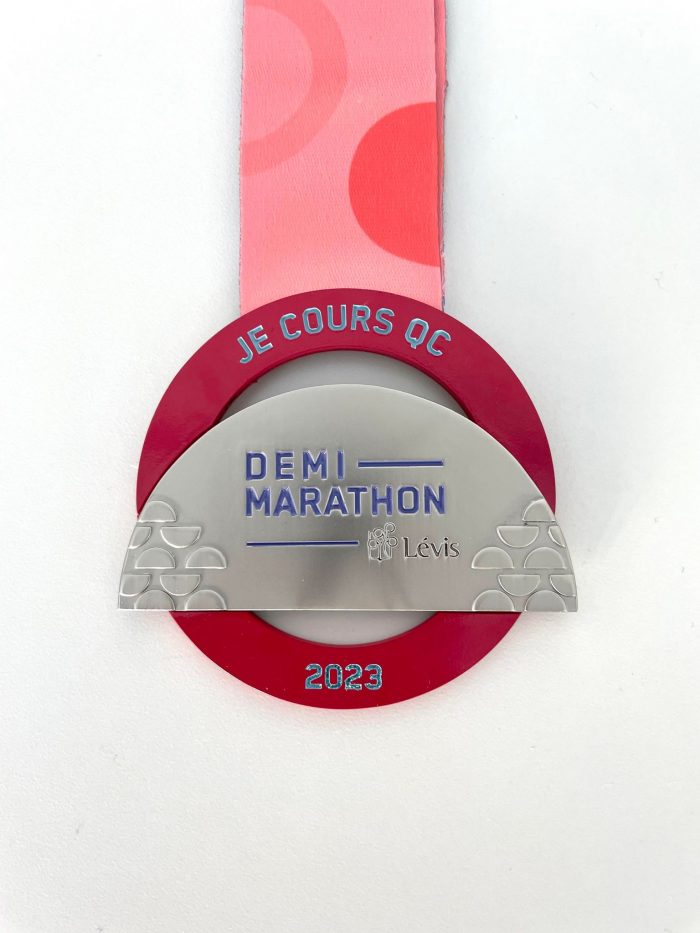 JE COURS QC
DEMI
MARATHON
Lévis
2023